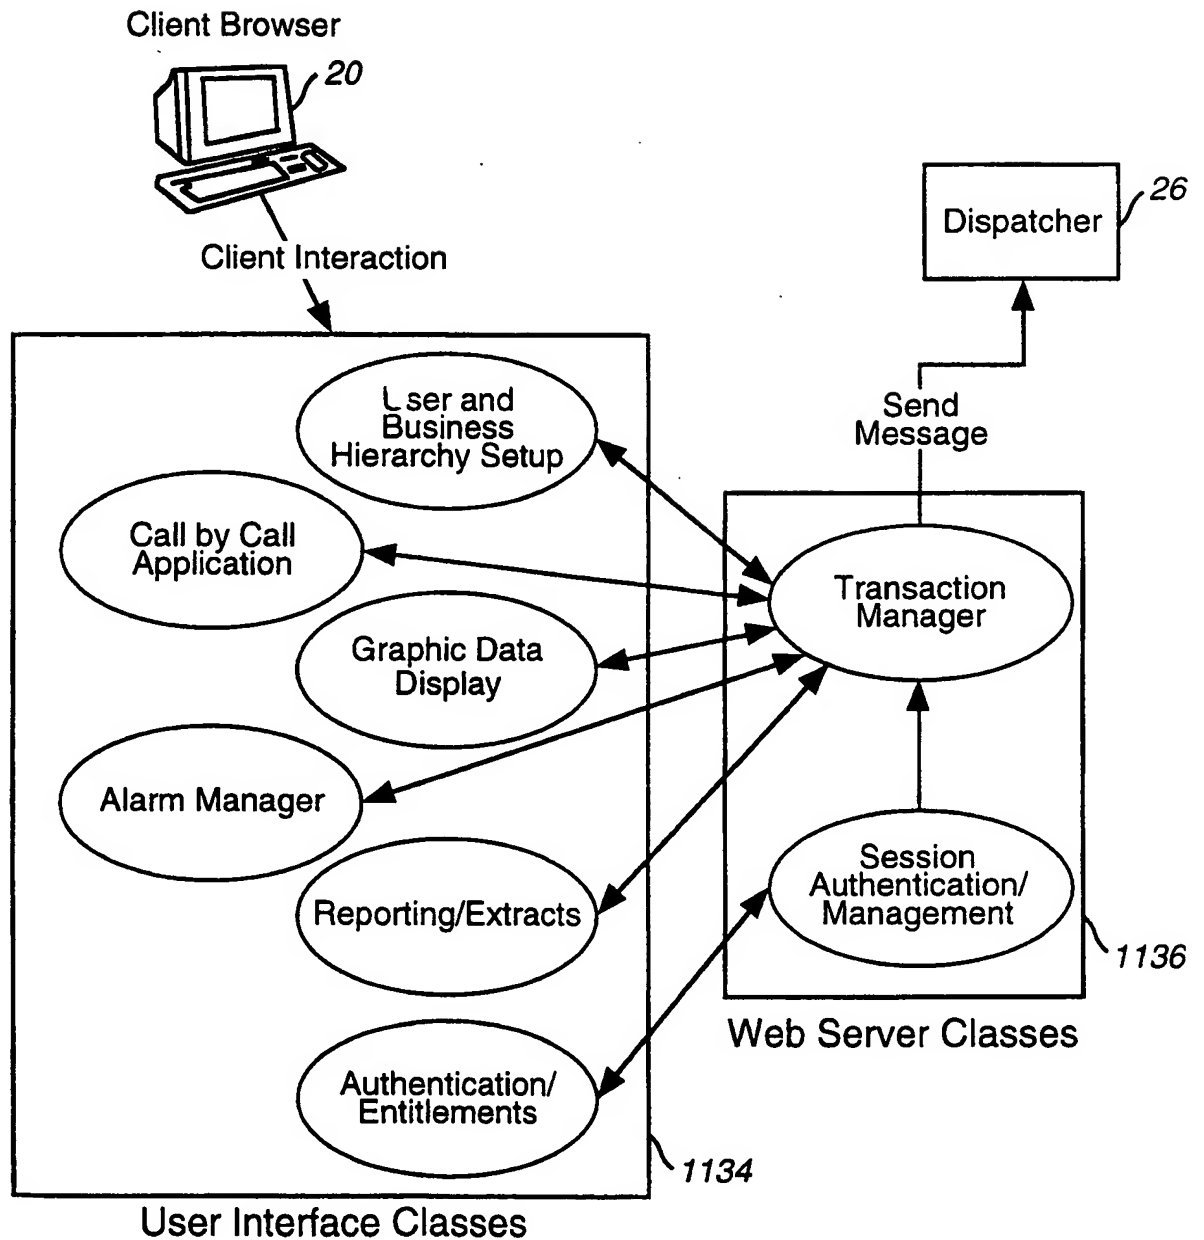 Client Browser
20
Client Interaction
Dispatcher
26
Send
Message
User and
Business
Hierarchy Setup
Call by Call
Application
Graphic Data
Display
Alarm Manager
Reporting/Extracts
Authentication/
Entitlements
1134
User Interface Classes
Transaction
Manager
Session
Authentication/
Management
1136
Web Server Classes